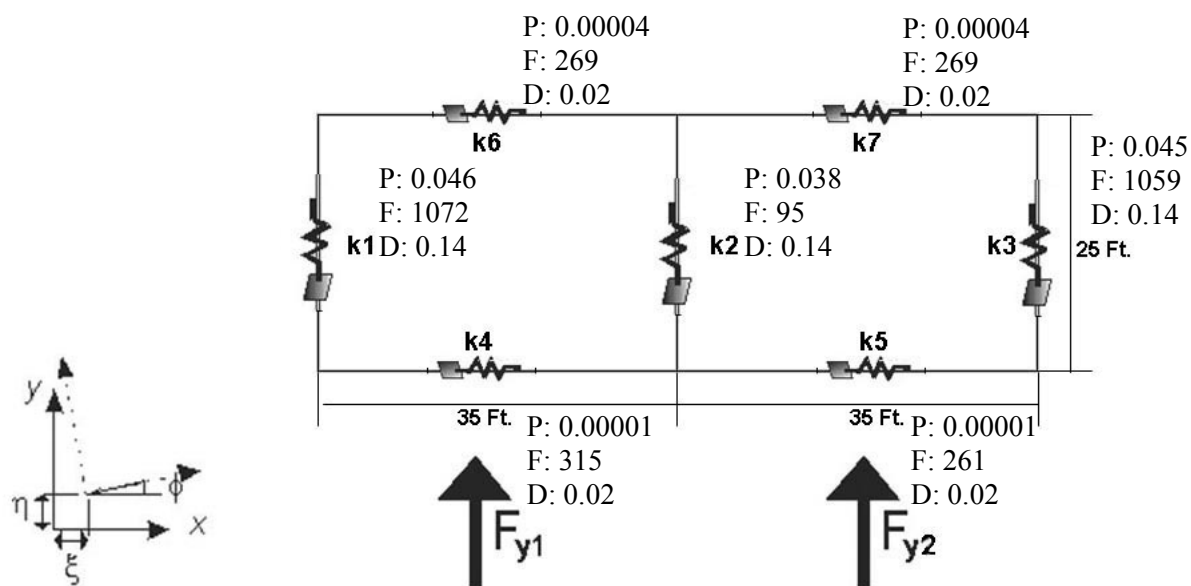 P: 0.00004
F: 269
D: 0.02
k6
P: 0.00004
F: 269
D: 0.02
k7
P: 0.046
F: 1072
D: 0.14
k1
P: 0.038
F: 95
D: 0.14
k2
P: 0.045
F: 1059
D: 0.14
k3
25 Ft.
k4
k5
35 Ft.
35 Ft.
P: 0.00001
F: 315
D: 0.02
P: 0.00001
F: 261
D: 0.02
Fy1
Fy2
y
η
ϕ
x
ξ